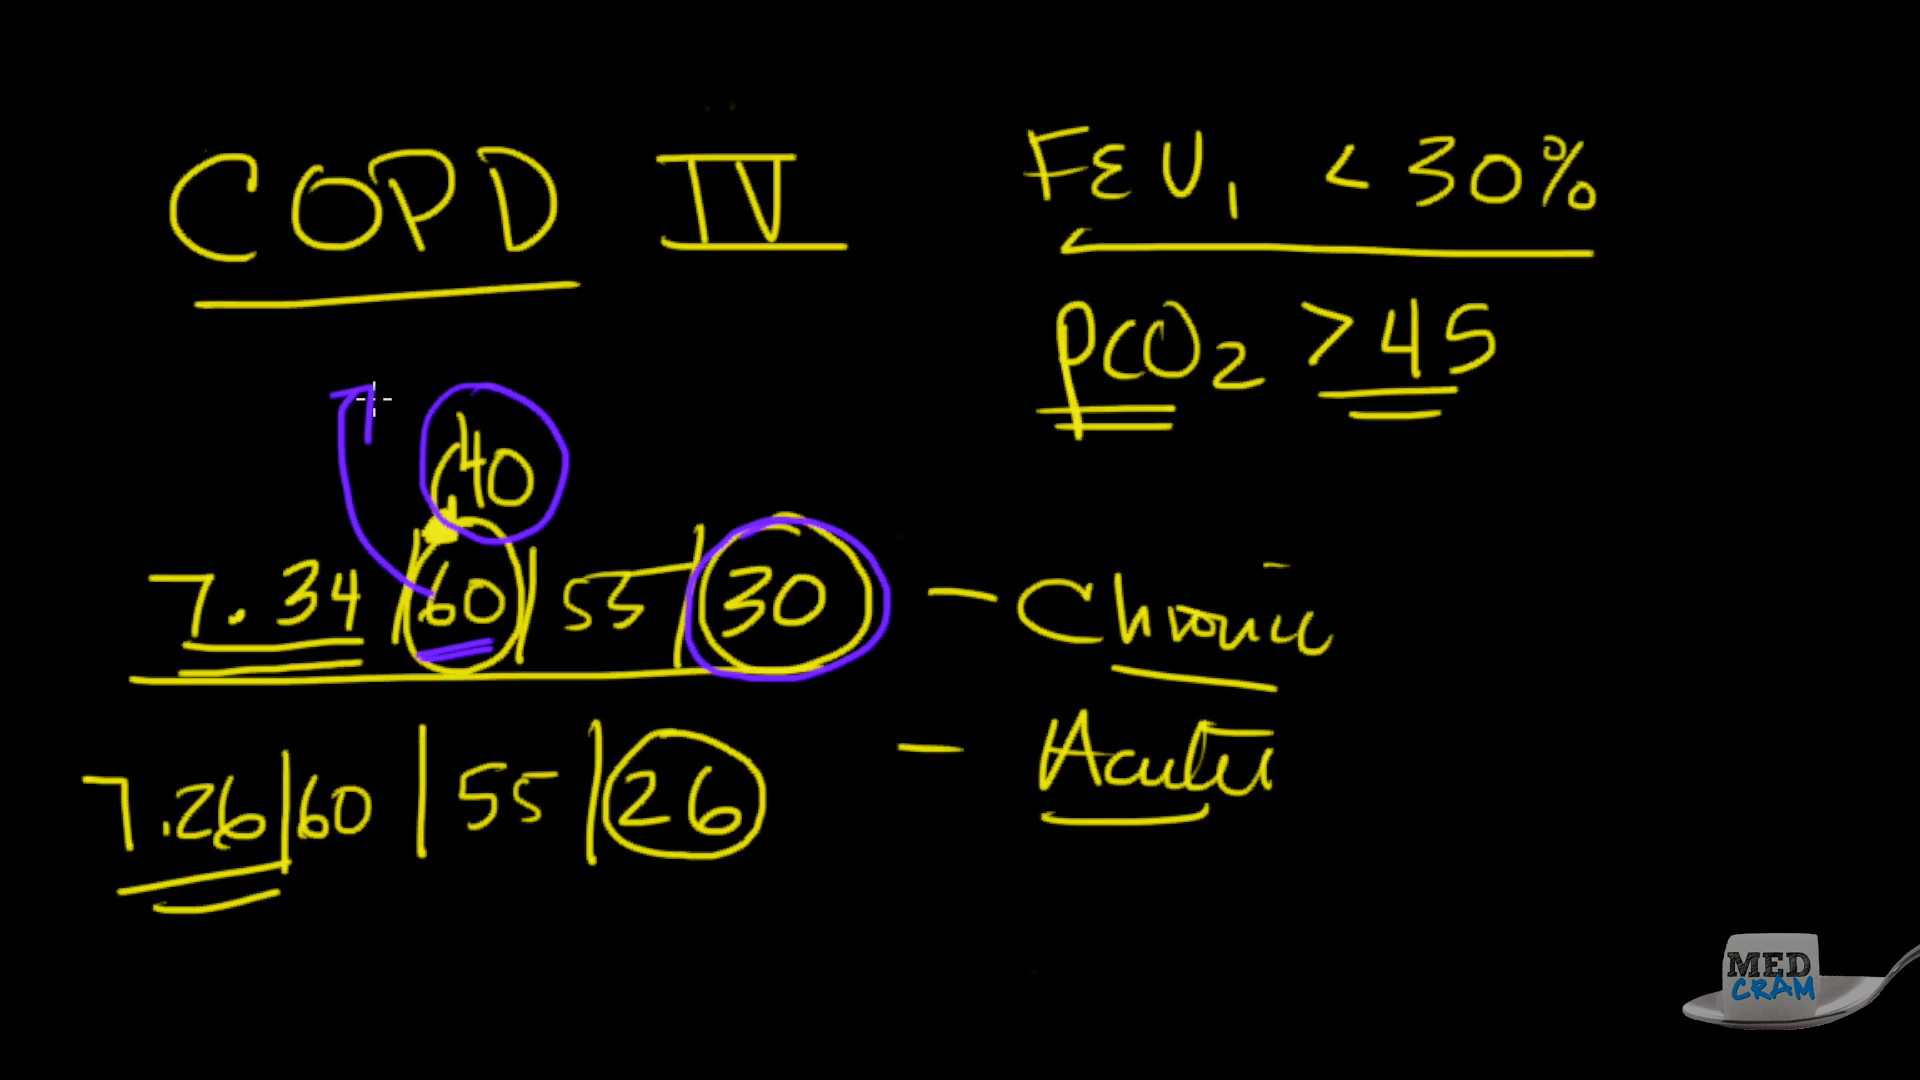 COPD IV
FEV1 <30%
pCO2 >45
40
7.34 | 60 | 55 | 30 – Chronic
7.26 | 60 | 55 | 26 – Acute
MED
CRAM